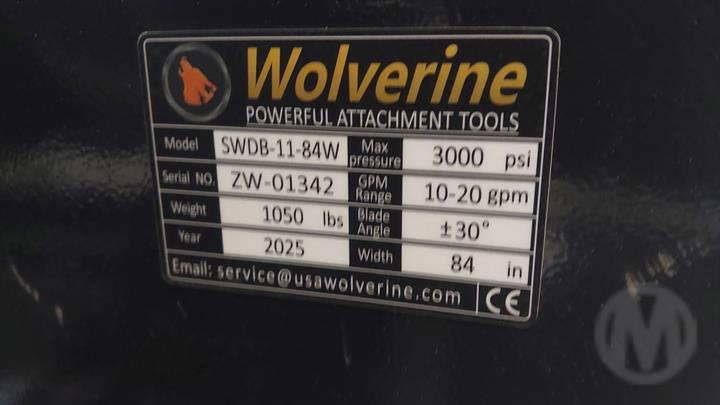 Wolverine
POWERFUL ATTACHMENT TOOLS
Model SWDB-11-84W Max pressure 3000 psi
Serial NO. ZW-01342 GPM Range 10-20 gpm
Weight 1050 lbs Blade Angle ±30°
Year 2025 Width 84 in
Email: service@usawolverine.com CE
M